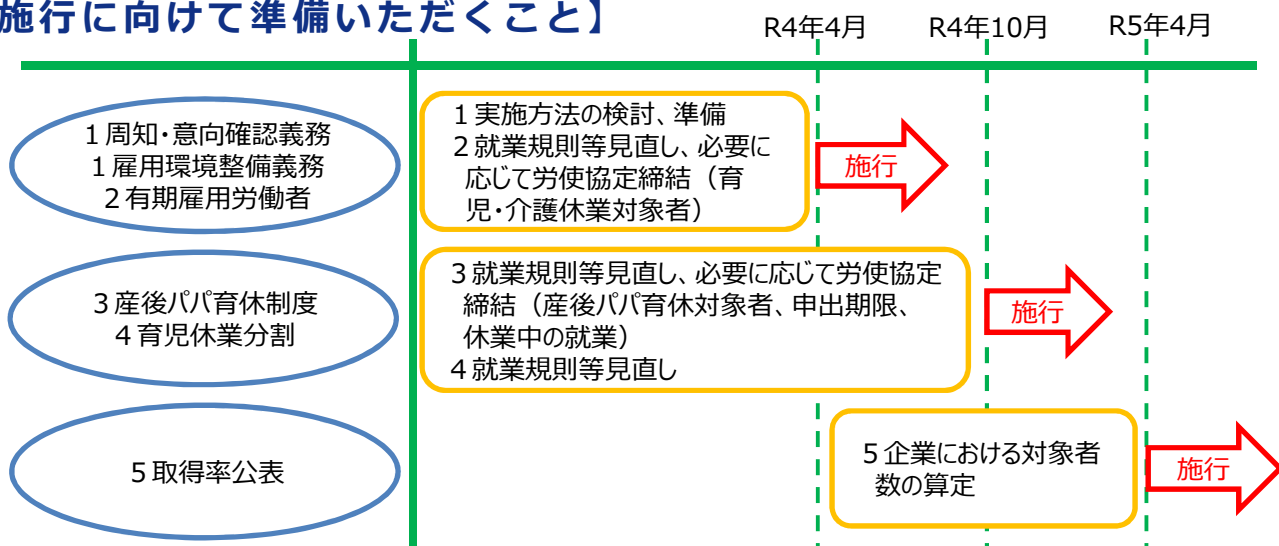 施行に向けて準備いただくこと】
R4年4月 R4年10月 R5年4月
１周知・意向確認義務
１雇用環境整備義務
２有期雇用労働者
１実施方法の検討、準備
２就業規則等見直し、必要に
応じて労使協定締結（育
児・介護休業対象者）
施行
３産後パパ育休制度
４育児休業分割
３就業規則等見直し、必要に応じて労使協定
締結（産後パパ育休対象者、申出期限、
休業中の就業）
４就業規則等見直し
施行
５取得率公表
５企業における対象者
数の算定
施行